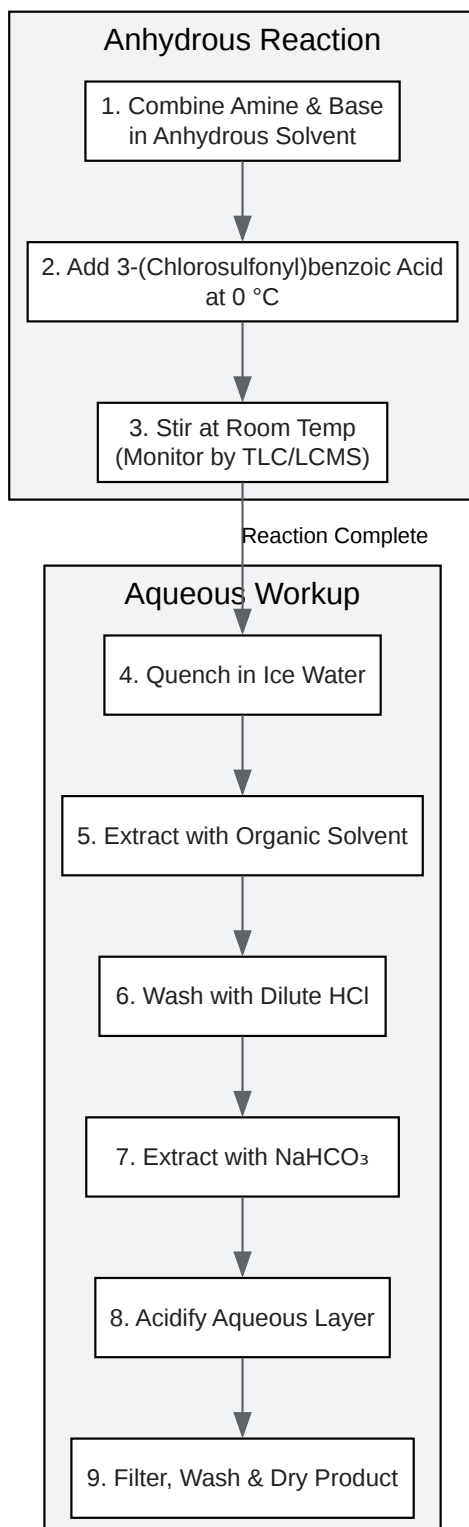 Anhydrous Reaction
1. Combine Amine & Base
in Anhydrous Solvent
2. Add 3-(Chlorosulfonyl)benzoic Acid
at 0 °C
3. Stir at Room Temp
(Monitor by TLC/LCMS)
Reaction Complete
Aqueous Workup
4. Quench in Ice Water
5. Extract with Organic Solvent
6. Wash with Dilute HCl
7. Extract with NaHCO₃
8. Acidify Aqueous Layer
9. Filter, Wash & Dry Product